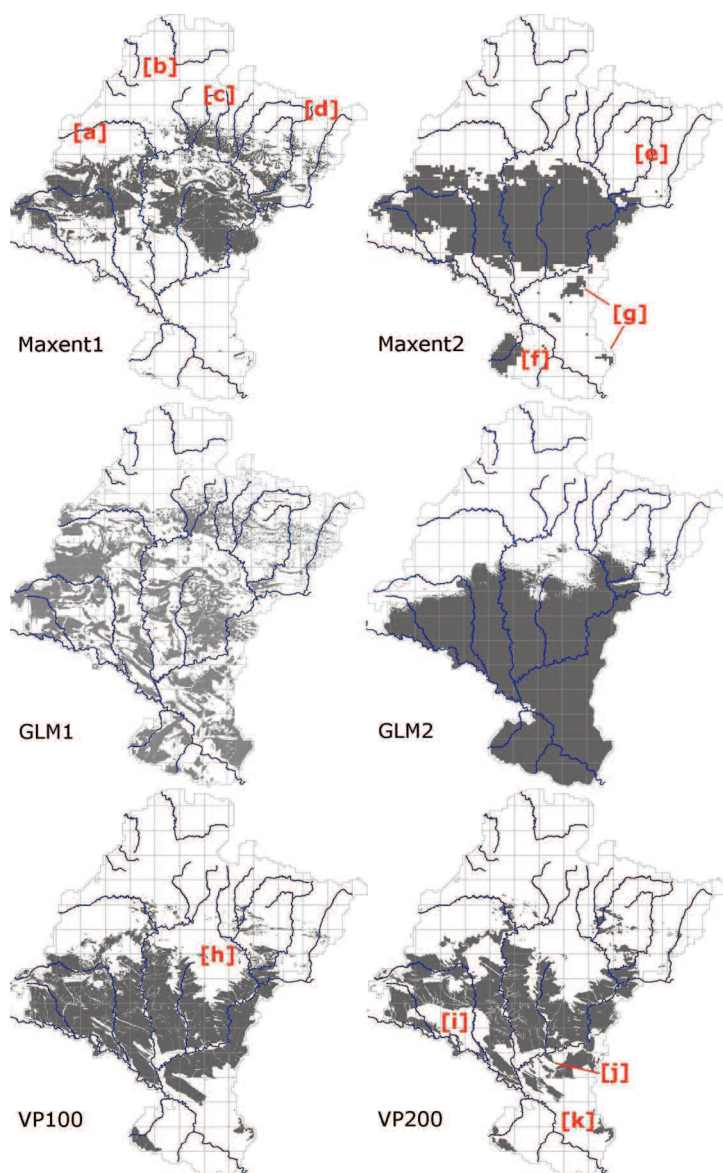 [b]
[c]
[d]
[a]
[e]
[g]
Maxent1
Maxent2
[f]
GLM1
GLM2
[h]
[i]
[j]
[k]
VP100
VP200